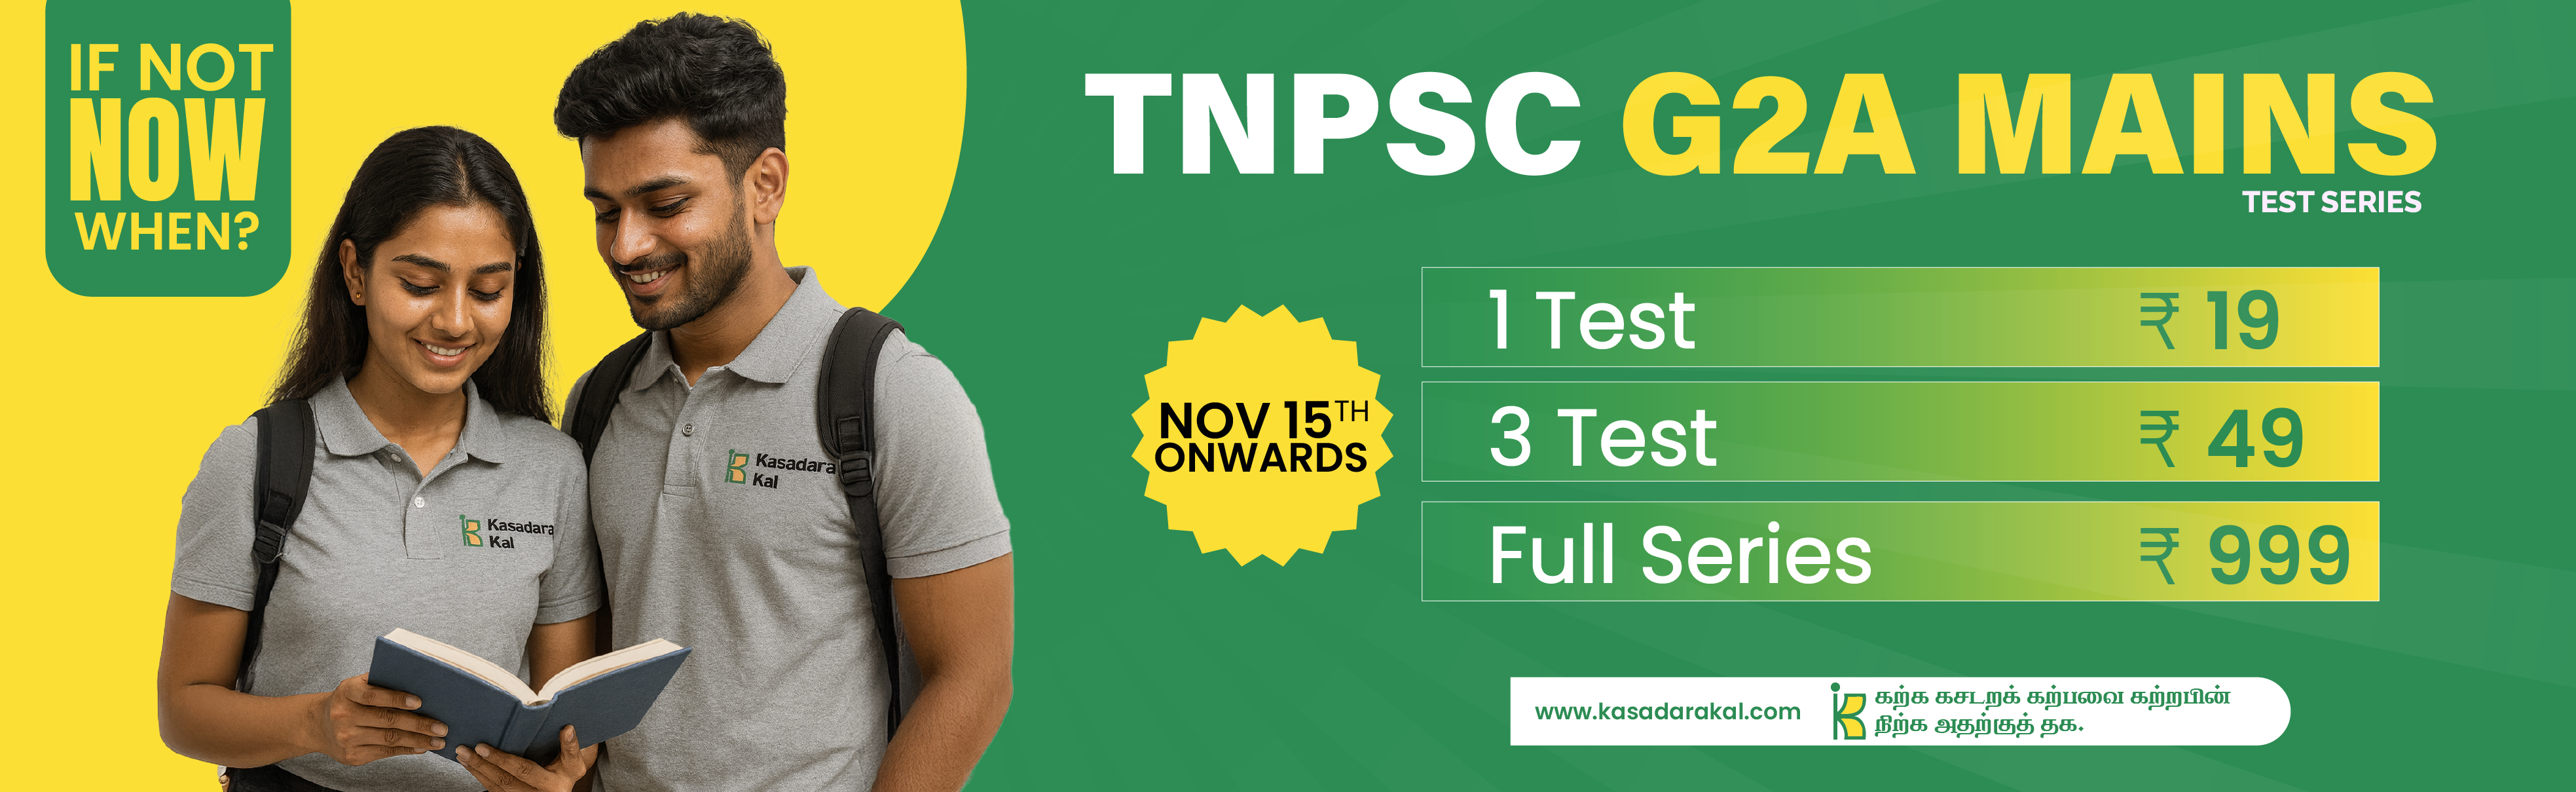 IF NOT
NOW
WHEN?
TNPSC G2A MAINS
TEST SERIES
NOV 15TH
ONWARDS
1 Test ₹ 19
3 Test ₹ 49
Full Series ₹ 999
Kasadara
Kal
Kasadara
Kal
www.kasadarakal.com
கற்க கசடறக் கற்பவை கற்றபின்
நிற்க அதற்குத் தக.